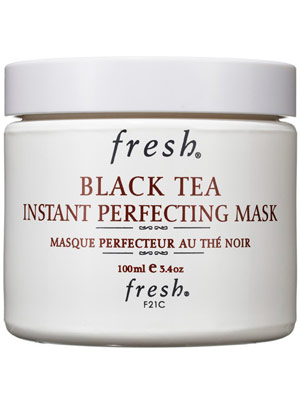 fresh®
BLACK TEA
INSTANT PERFECTING MASK
MASQUE PERFECTEUR AU THÉ NOIR
100ml e 3.4oz
fresh®
F21C